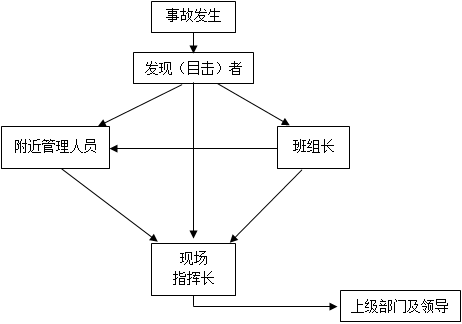 事故发生
发现（目击）者
附近管理人员
班组长
现场
指挥长
上级部门及领导